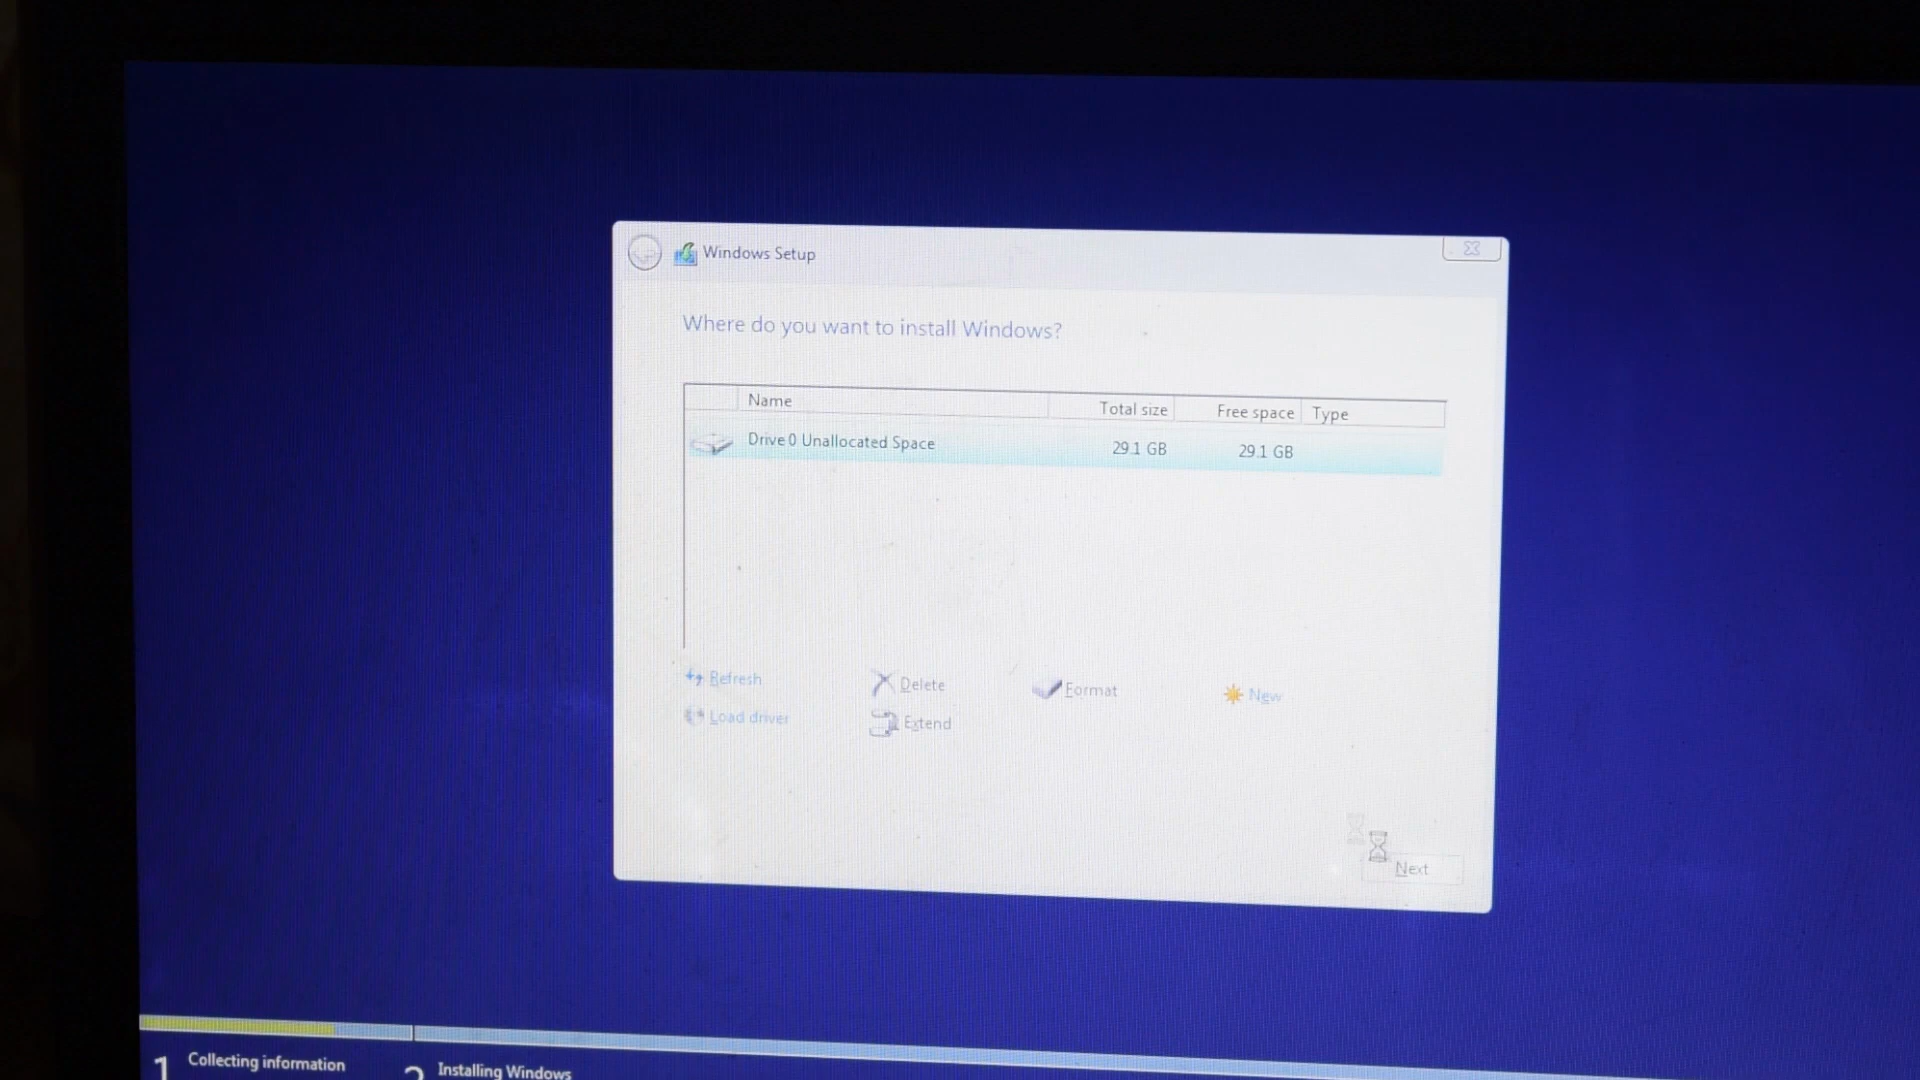 Windows Setup
Where do you want to install Windows?
Name Total size Free space Type
Drive 0 Unallocated Space 29.1 GB 29.1 GB
Refresh Delete Format New
Load driver Extend
Next
1 Collecting information 2 Installing Windows